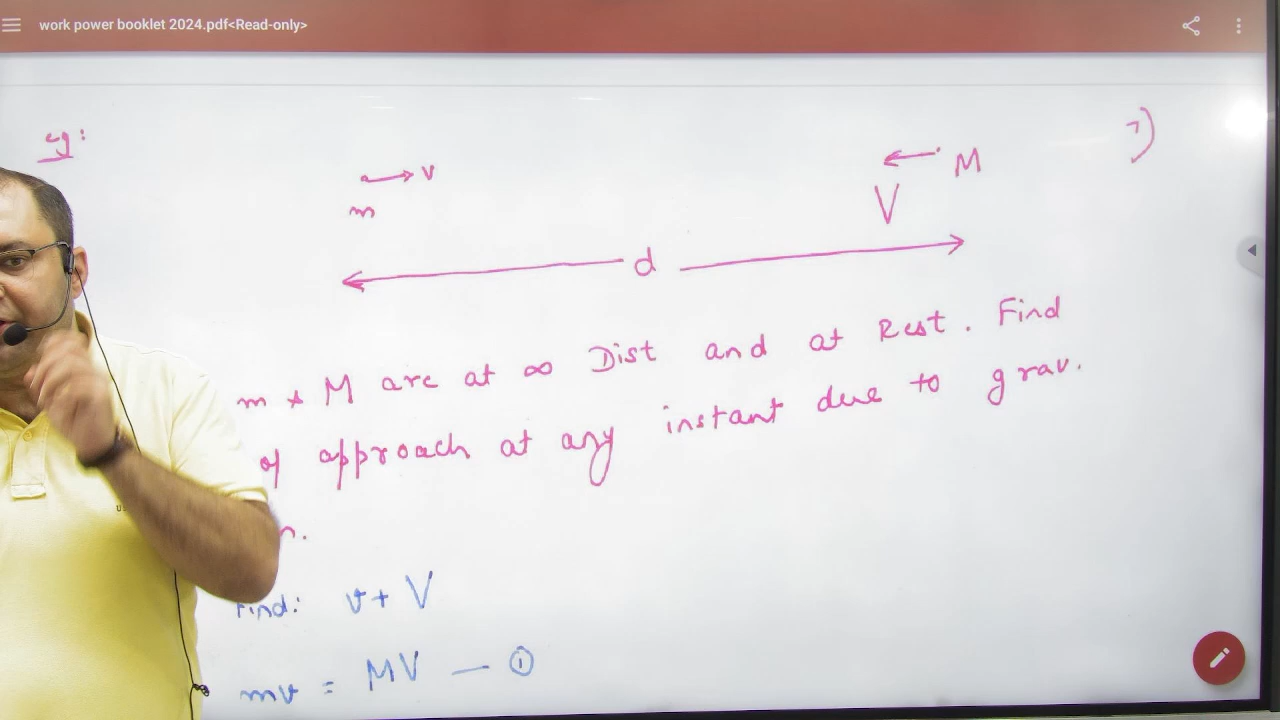 work power booklet 2024.pdf<Read-only>
eg:
v
m
M
V
d
m & M are at ∞ Dist and at Rest. Find
of approach at any instant due to grav.
n.
Find: v + V
mv = MV — ①